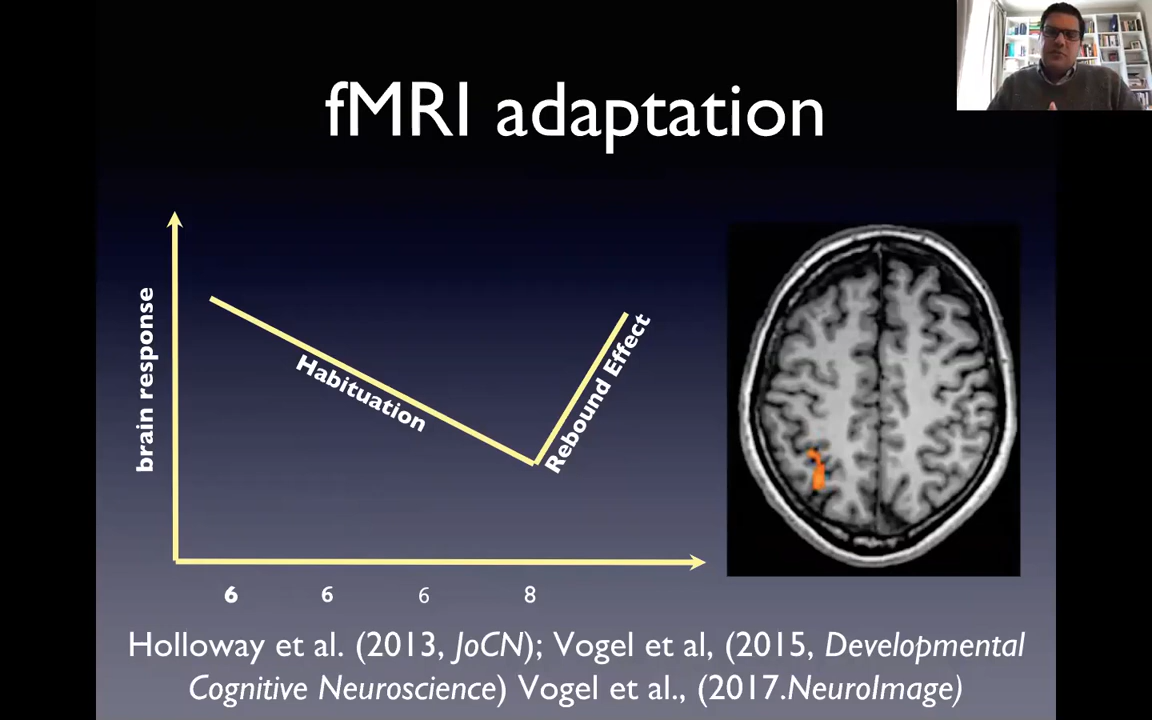 fMRI adaptation
brain response
Habituation
Rebound Effect
6 6 6 8
Holloway et al. (2013, JoCN); Vogel et al, (2015, Developmental
Cognitive Neuroscience) Vogel et al., (2017.NeuroImage)